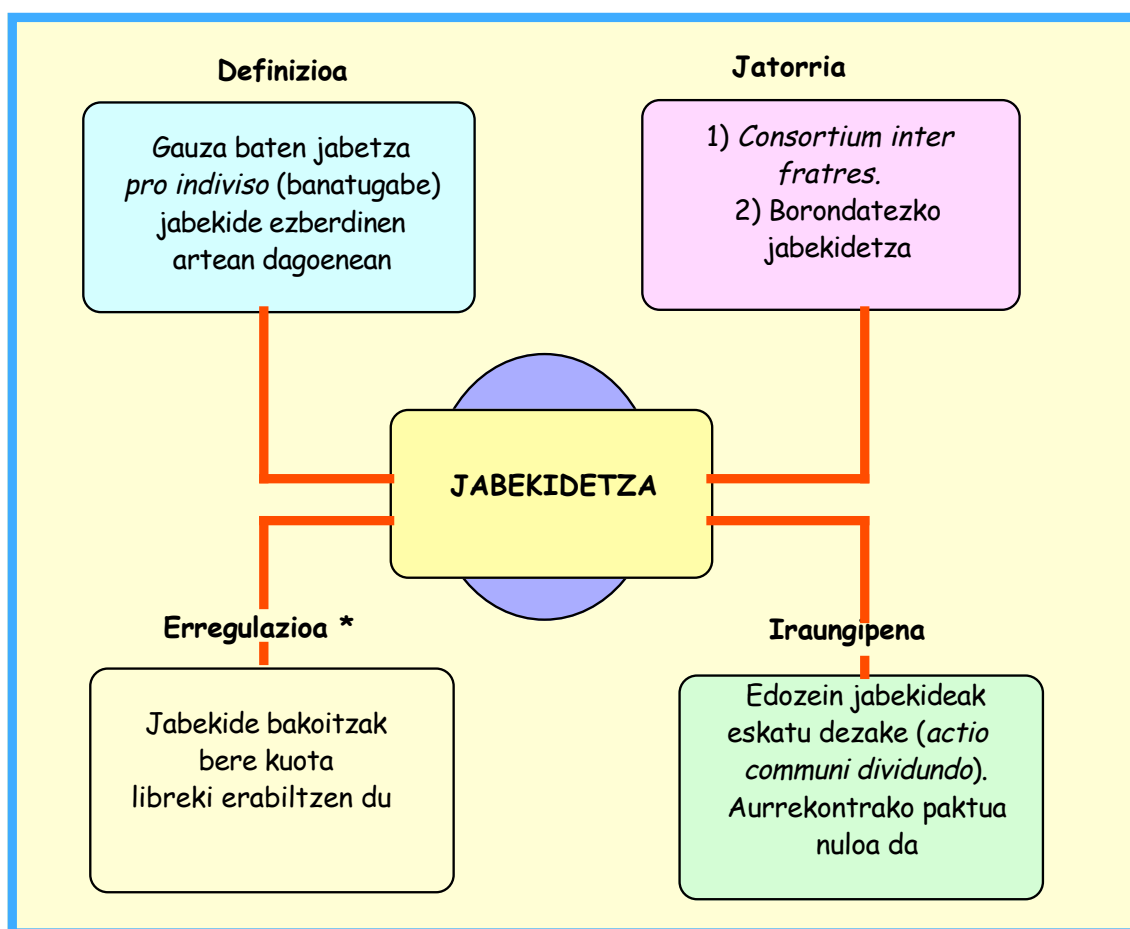 Definizioa
Gauza baten jabetza
pro indiviso (banatugabe)
jabekide ezberdinen
artean dagoenean
Jatorria
1) Consortium inter
fratres.
2) Borondatezko
jabekidetza
JABEKIDETZA
Erregulazioa *
Jabekide bakoitzak
bere kuota
libreki erabiltzen du
Iraungipena
Edozein jabekideak
eskatu dezake (actio
communi dividundo).
Aurrekontrako paktua
nuloa da